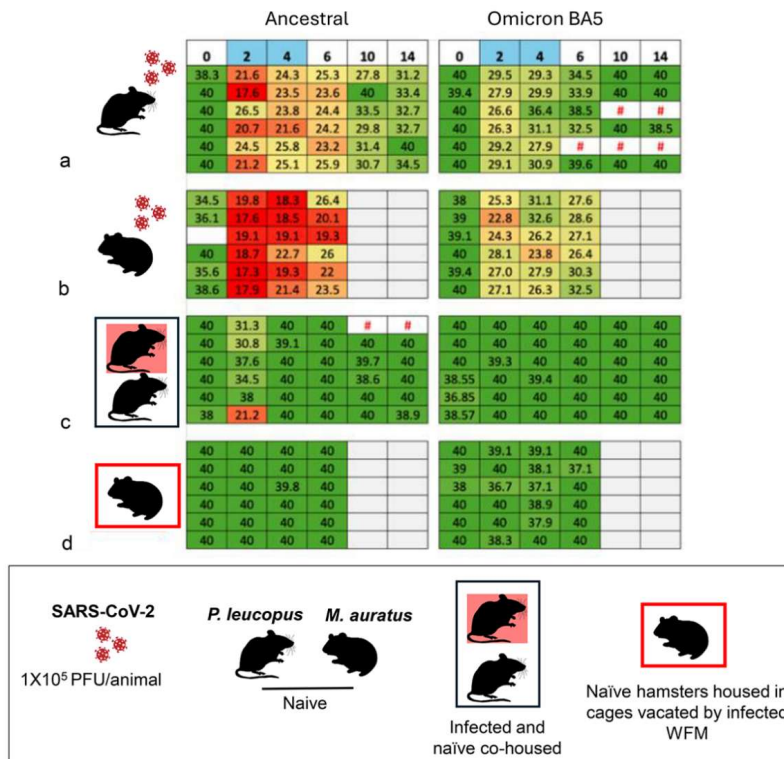 Ancestral Omicron BA5
0 2 4 6 10 14 0 2 4 6 10 14
38.3 21.6 24.3 25.3 27.8 31.2 40 29.5 29.3 34.5 40 40
40 17.6 23.5 23.6 40 33.4 39.4 27.9 29.9 33.9 40 40
40 26.5 23.8 24.4 33.5 32.7 40 26.6 36.4 38.5 # #
40 20.7 21.6 24.2 29.8 32.7 40 26.3 31.1 32.5 40 38.5
40 24.5 25.8 23.2 31.4 40 40 29.2 27.9 # # #
a 40 21.2 25.1 25.9 30.7 34.5 40 29.1 30.9 39.6 40 40
34.5 19.8 18.3 26.4 38 25.3 31.1 27.6
36.1 17.6 18.5 20.1 39 22.8 32.6 28.6
19.1 19.1 19.3 39.1 24.3 26.2 27.1
40 18.7 22.7 26 40 28.1 23.8 26.4
35.6 17.3 19.3 22 39.4 27.0 27.9 30.3
b 38.6 17.9 21.4 23.5 40 27.1 26.3 32.5
40 31.3 40 40 # # 40 40 40 40 40 40
40 30.8 39.1 40 40 40 40 40 40 40 40 40
40 37.6 40 40 39.7 40 40 39.3 40 40 40 40
40 34.5 40 40 38.6 40 38.55 40 39.4 40 40 40
40 38 40 40 40 40 36.85 40 40 40 40 40
c 38 21.2 40 40 40 38.9 38.57 40 40 40 40 40
40 40 40 40 40 39.1 39.1 40
40 40 40 40 39 40 38.1 37.1
40 40 39.8 40 38 36.7 37.1 40
40 40 40 40 40 40 38.9 40
40 40 40 40 40 40 37.9 40
d 40 40 40 40 40 38.3 40 40
SARS-CoV-2
1X10⁵ PFU/animal
P. leucopus M. auratus
Naive
Infected and
naïve co-housed
Naïve hamsters housed in
cages vacated by infected
WFM